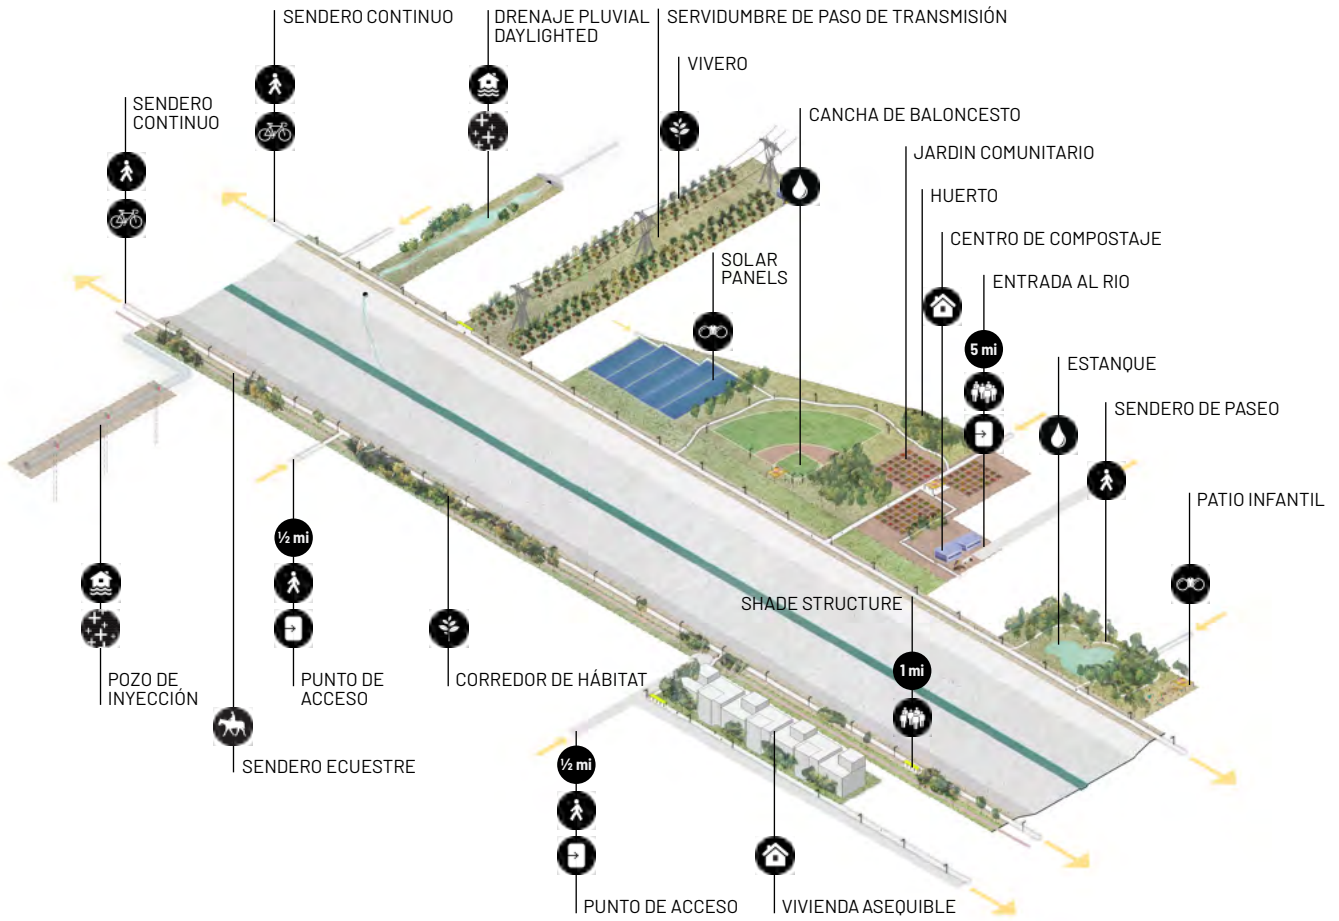 SENDERO CONTINUO
DRENAJE PLUVIAL
DAYLIGHTED
SERVIDUMBRE DE PASO DE TRANSMISIÓN
VIVERO
SENDERO
CONTINUO
CANCHA DE BALONCESTO
JARDIN COMUNITARIO
HUERTO
CENTRO DE COMPOSTAJE
SOLAR
PANELS
ENTRADA AL RIO
5 mi
ESTANQUE
SENDERO DE PASEO
PATIO INFANTIL
½ mi
SHADE STRUCTURE
1 mi
POZO DE
INYECCIÓN
PUNTO DE
ACCESO
CORREDOR DE HÁBITAT
SENDERO ECUESTRE
½ mi
PUNTO DE ACCESO
VIVIENDA ASEQUIBLE